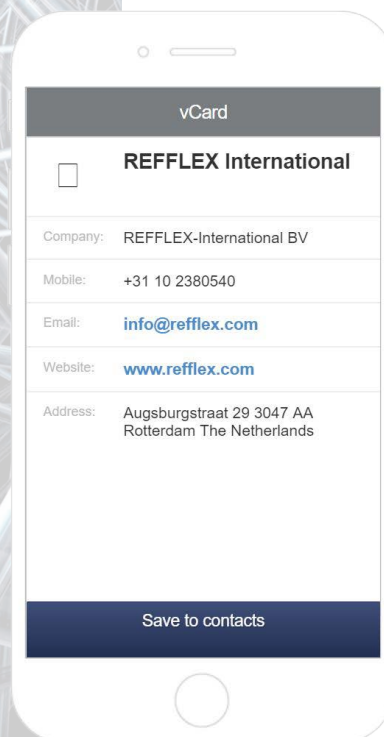 vCard
REFFLEX International
Company: REFFLEX-International BV
Mobile: +31 10 2380540
Email: info@refflex.com
Website: www.refflex.com
Address: Augsburgstraat 29 3047 AA
Rotterdam The Netherlands
Save to contacts